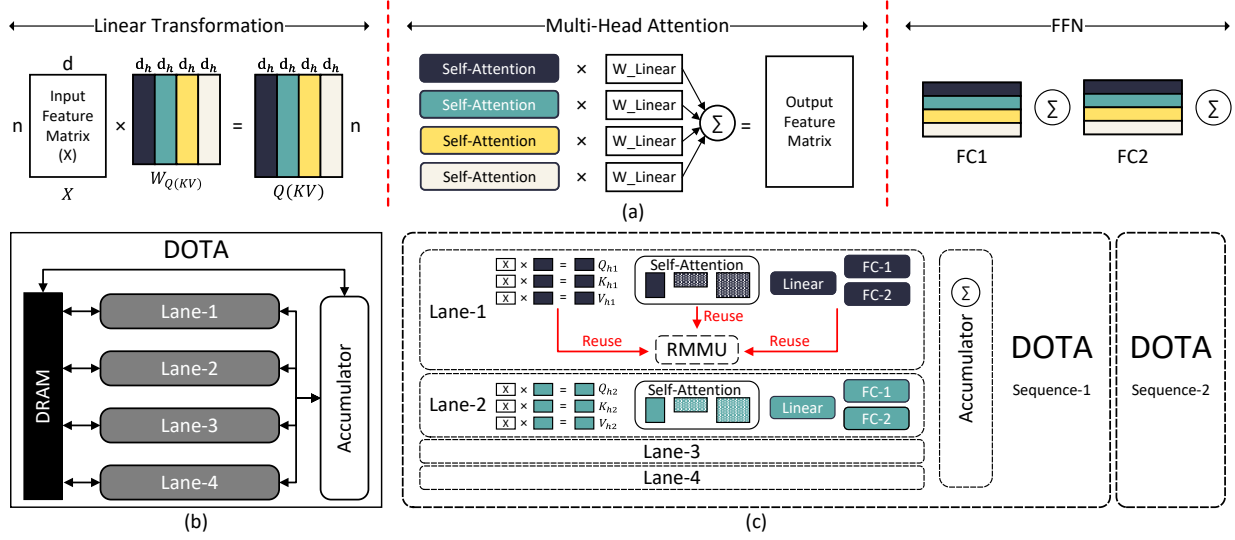 Linear Transformation
d
n
Input
Feature
Matrix
(X)
X
×
d_h d_h d_h d_h
W_Q(KV)
=
d_h d_h d_h d_h
n
Q(KV)
Multi-Head Attention
Self-Attention × W_Linear
Self-Attention × W_Linear
Self-Attention × W_Linear
Self-Attention × W_Linear
Σ
=
Output
Feature
Matrix
FFN
Σ
Σ
FC1
FC2
(a)
DOTA
DRAM
Lane-1
Lane-2
Lane-3
Lane-4
Accumulator
(b)
Lane-1
X × = Q_h1
X × = K_h1
X × = V_h1
Self-Attention
Linear
FC-1
FC-2
Reuse
Reuse
Reuse
RMMU
Lane-2
X × = Q_h2
X × = K_h2
X × = V_h2
Self-Attention
Linear
FC-1
FC-2
Lane-3
Lane-4
Σ
Accumulator
DOTA
Sequence-1
DOTA
Sequence-2
(c)